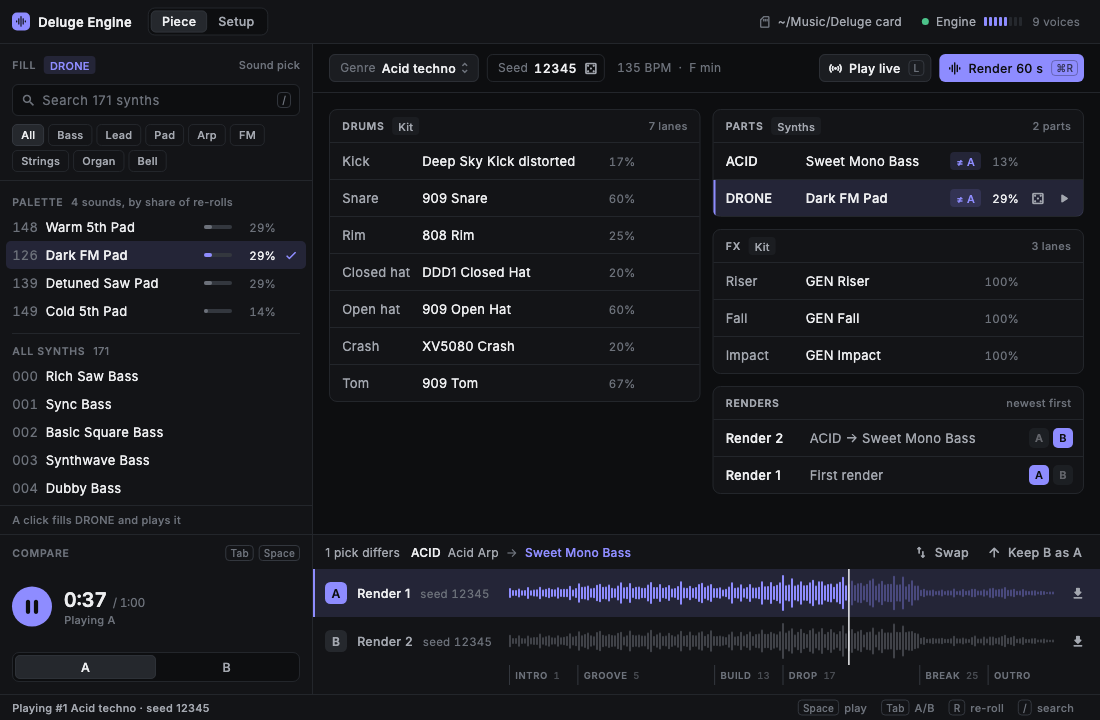 Deluge Engine Piece Setup ~/Music/Deluge card Engine 9 voices
FILL DRONE Sound pick
Search 171 synths /
All Bass Lead Pad Arp FM
Strings Organ Bell
PALETTE 4 sounds, by share of re-rolls
148 Warm 5th Pad 29%
126 Dark FM Pad 29%
139 Detuned Saw Pad 29%
149 Cold 5th Pad 14%
ALL SYNTHS 171
000 Rich Saw Bass
001 Sync Bass
002 Basic Square Bass
003 Synthwave Bass
004 Dubby Bass
A click fills DRONE and plays it
COMPARE Tab Space
0:37 / 1:00
Playing A
A B
Genre Acid techno Seed 12345 135 BPM · F min Play live L Render 60 s ⌘R
DRUMS Kit 7 lanes
Kick Deep Sky Kick distorted 17%
Snare 909 Snare 60%
Rim 808 Rim 25%
Closed hat DDD1 Closed Hat 20%
Open hat 909 Open Hat 60%
Crash XV5080 Crash 20%
Tom 909 Tom 67%
PARTS Synths 2 parts
ACID Sweet Mono Bass ≠ A 13%
DRONE Dark FM Pad ≠ A 29%
FX Kit 3 lanes
Riser GEN Riser 100%
Fall GEN Fall 100%
Impact GEN Impact 100%
RENDERS newest first
Render 2 ACID → Sweet Mono Bass A B
Render 1 First render A B
1 pick differs ACID Acid Arp → Sweet Mono Bass Swap Keep B as A
A Render 1 seed 12345
B Render 2 seed 12345
INTRO 1 GROOVE 5 BUILD 13 DROP 17 BREAK 25 OUTRO
Playing #1 Acid techno · seed 12345 Space play Tab A/B R re-roll / search